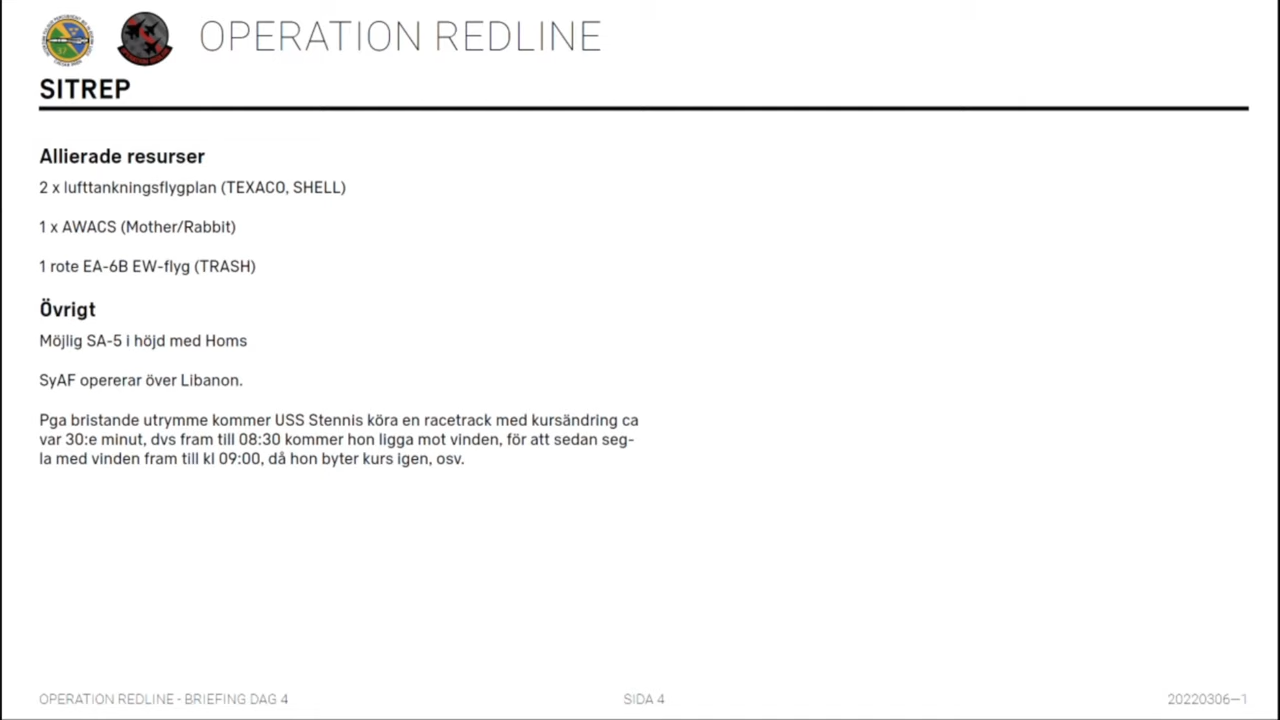 OPERATION REDLINE
SITREP
Allierade resurser
2 x lufttankningsflygplan (TEXACO, SHELL)
1 x AWACS (Mother/Rabbit)
1 rote EA-6B EW-flyg (TRASH)
Övrigt
Möjlig SA-5 i höjd med Homs
SyAF opererar över Libanon.
Pga bristande utrymme kommer USS Stennis köra en racetrack med kursändring ca
var 30:e minut, dvs fram till 08:30 kommer hon ligga mot vinden, för att sedan seg-
la med vinden fram till kl 09:00, då hon byter kurs igen, osv.
OPERATION REDLINE - BRIEFING DAG 4
SIDA 4
20220306—1